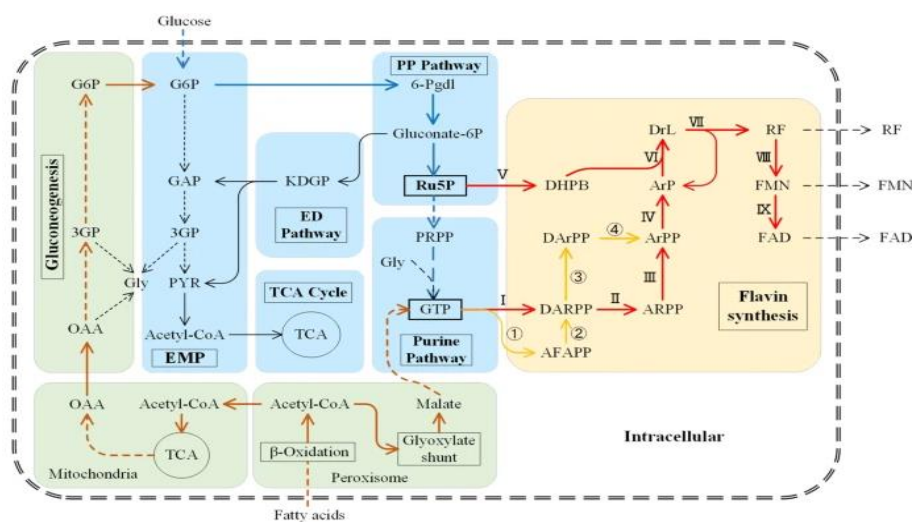 Glucose
G6P
G6P
PP Pathway
6-Pgdl
Gluconate-6P
Ru5P
V
DHPB
VI
DrL
VII
RF
RF
VIII
FMN
FMN
IX
FAD
FAD
ArP
IV
ArPP
④
DArPP
③
III
Gluconeogenesis
GAP
KDGP
ED
Pathway
3GP
3GP
Gly
PYR
OAA
Acetyl-CoA
EMP
TCA Cycle
TCA
PRPP
Gly
GTP
Purine
Pathway
I
DARPP
II
ARPP
①
②
AFAPP
Flavin
synthesis
OAA
Acetyl-CoA
TCA
Mitochondria
Acetyl-CoA
β-Oxidation
Malate
Glyoxylate
shunt
Peroxisome
Intracellular
Fatty acids